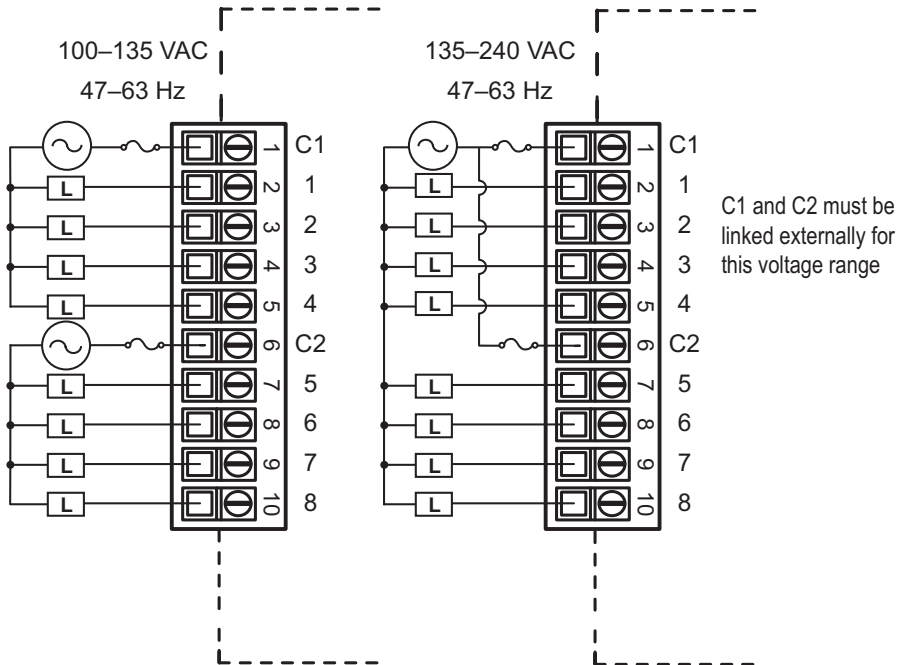 100–135 VAC
47–63 Hz
1 C1
L 2 1
L 3 2
L 4 3
L 5 4
6 C2
L 7 5
L 8 6
L 9 7
L 10 8
135–240 VAC
47–63 Hz
1 C1
L 2 1
L 3 2
L 4 3
L 5 4
6 C2
L 7 5
L 8 6
L 9 7
L 10 8
C1 and C2 must be
linked externally for
this voltage range